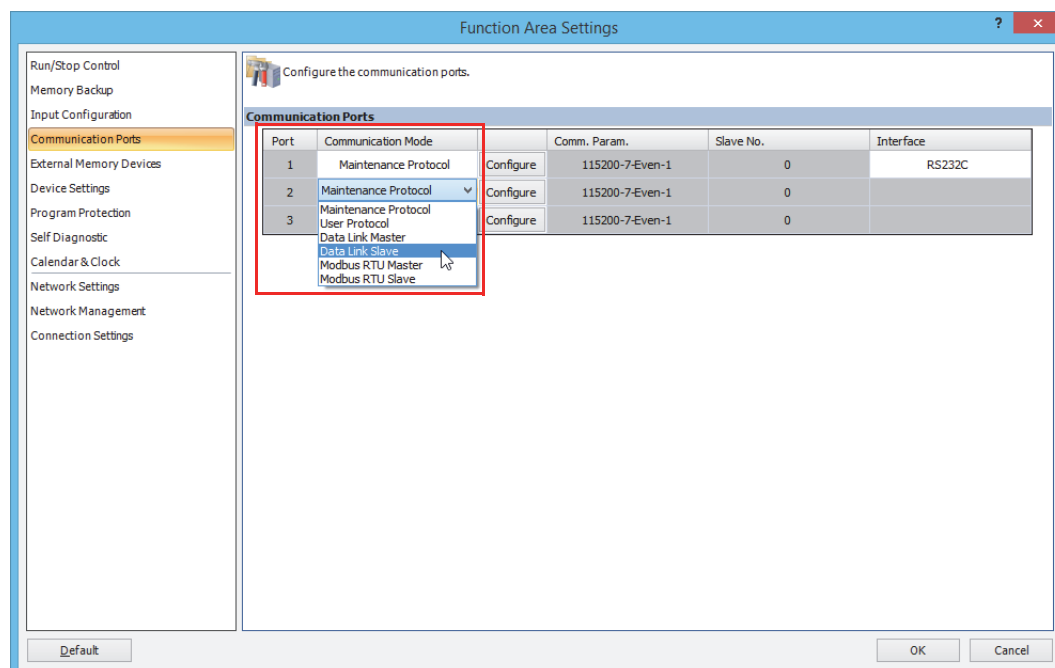 Function Area Settings
?
×
Run/Stop Control
Memory Backup
Input Configuration
Communication Ports
External Memory Devices
Device Settings
Program Protection
Self Diagnostic
Calendar & Clock
Network Settings
Network Management
Connection Settings
Configure the communication ports.
Communication Ports
Port Communication Mode Comm. Param. Slave No. Interface
1 Maintenance Protocol Configure 115200-7-Even-1 0 RS232C
2 Maintenance Protocol Configure 115200-7-Even-1 0
3 Configure 115200-7-Even-1 0
Maintenance Protocol
User Protocol
Data Link Master
Data Link Slave
Modbus RTU Master
Modbus RTU Slave
Default OK Cancel